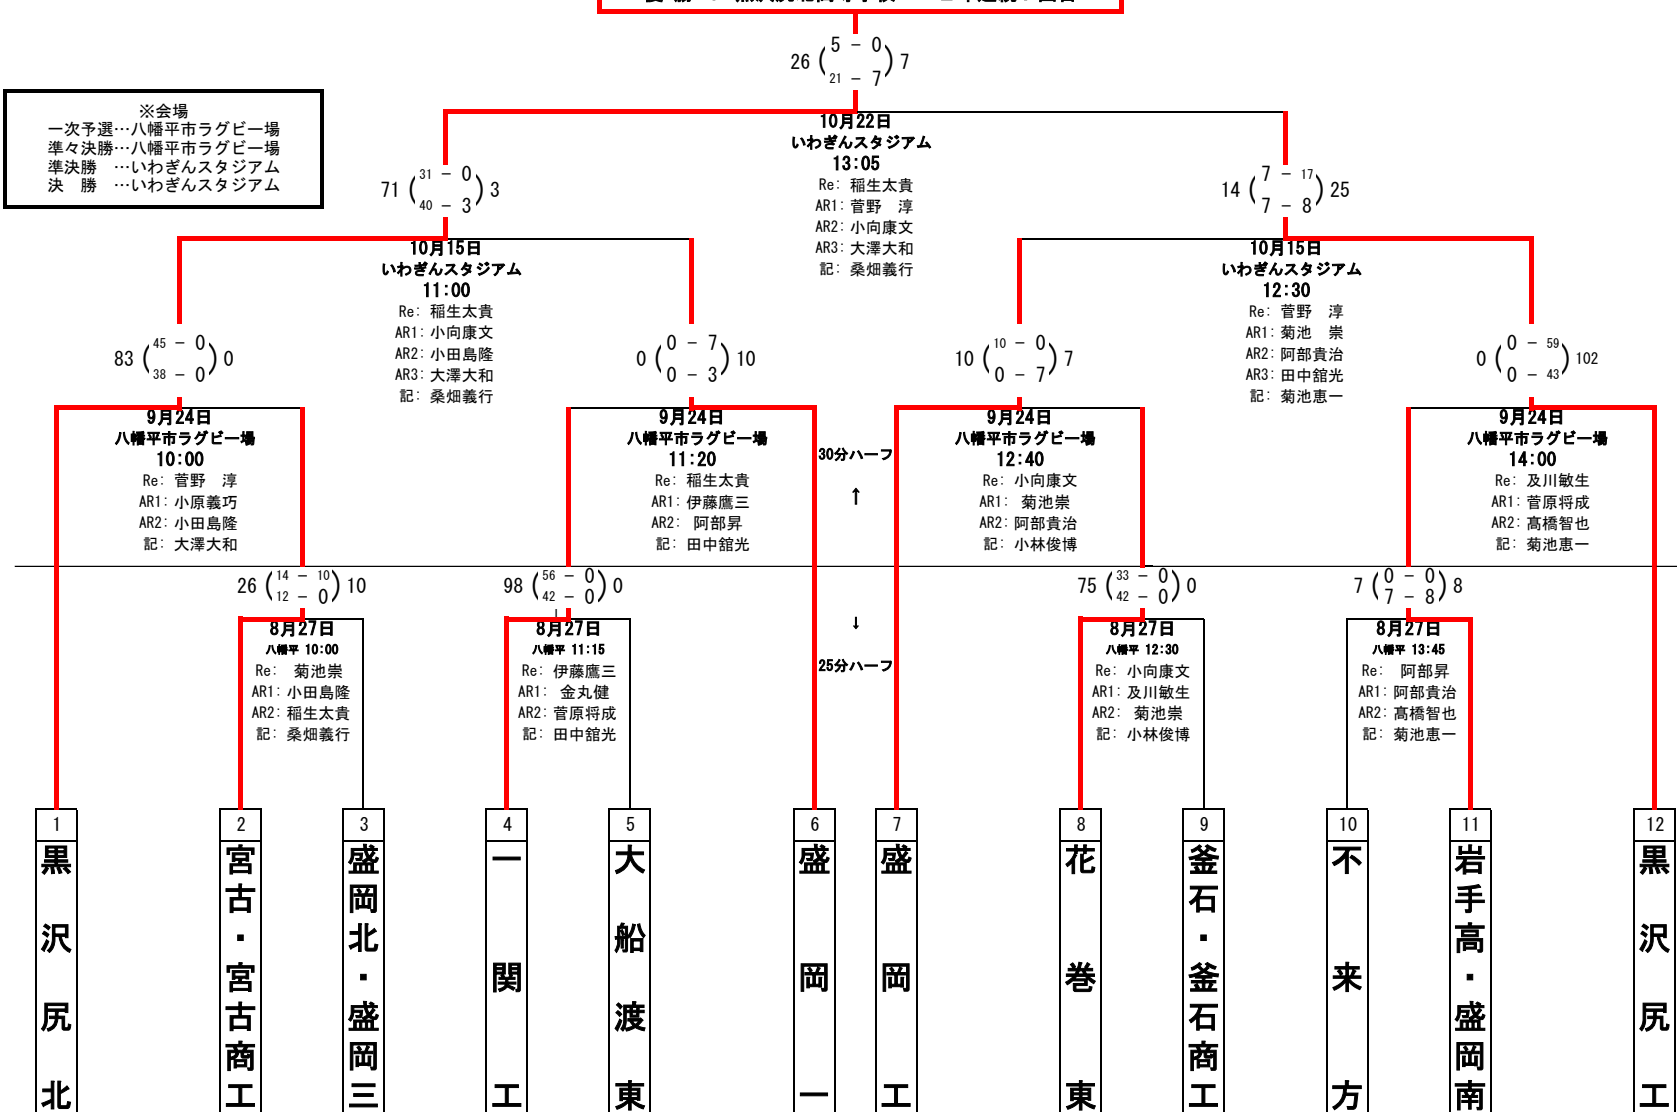 26 ( 5 － 0 ) 7
21 － 7
※会場
一次予選…八幡平市ラグビー場
準々決勝…八幡平市ラグビー場
準決勝　…いわぎんスタジアム
決　勝　…いわぎんスタジアム
10月22日
いわぎんスタジアム
13:05
Re: 稲生太貴
AR1: 菅野　淳
AR2: 小向康文
AR3: 大澤大和
記: 桑畑義行
71 ( 31 － 0 ) 3
40 － 3
10月15日
いわぎんスタジアム
11:00
Re: 稲生太貴
AR1: 小向康文
AR2: 小田島隆
AR3: 大澤大和
記: 桑畑義行
14 ( 7 － 17 ) 25
7 － 8
10月15日
いわぎんスタジアム
12:30
Re: 菅野　淳
AR1: 菊池　崇
AR2: 阿部貴治
AR3: 田中舘光
記: 菊池恵一
83 ( 45 － 0 ) 0
38 － 0
9月24日
八幡平市ラグビー場
10:00
Re: 菅野　淳
AR1: 小原義巧
AR2: 小田島隆
記: 大澤大和
0 ( 0 － 7 ) 10
0 － 3
9月24日
八幡平市ラグビー場
11:20
Re: 稲生太貴
AR1: 伊藤鷹三
AR2: 阿部昇
記: 田中舘光
30分ハーフ
↑
10 ( 10 － 0 ) 7
0 － 7
9月24日
八幡平市ラグビー場
12:40
Re: 小向康文
AR1: 菊池崇
AR2: 阿部貴治
記: 小林俊博
0 ( 0 － 59 ) 102
0 － 43
9月24日
八幡平市ラグビー場
14:00
Re: 及川敏生
AR1: 菅原将成
AR2: 髙橋智也
記: 菊池恵一
26 ( 14 － 10 ) 10
12 － 0
8月27日
八幡平 10:00
Re: 菊池崇
AR1: 小田島隆
AR2: 稲生太貴
記: 桑畑義行
98 ( 56 － 0 ) 0
42 － 0
8月27日
八幡平 11:15
Re: 伊藤鷹三
AR1: 金丸健
AR2: 菅原将成
記: 田中舘光
↓
25分ハーフ
75 ( 33 － 0 ) 0
42 － 0
8月27日
八幡平 12:30
Re: 小向康文
AR1: 及川敏生
AR2: 菊池崇
記: 小林俊博
7 ( 0 － 0 ) 8
7 － 8
8月27日
八幡平 13:45
Re: 阿部昇
AR1: 阿部貴治
AR2: 髙橋智也
記: 菊池恵一
1
黒沢尻北
2
宮古・宮古商工
3
盛岡北・盛岡三
4
一関工
5
大船渡東
6
盛岡一
7
盛岡工
8
花巻東
9
釜石・釜石商工
10
不来方
11
岩手高・盛岡南
12
黒沢尻工